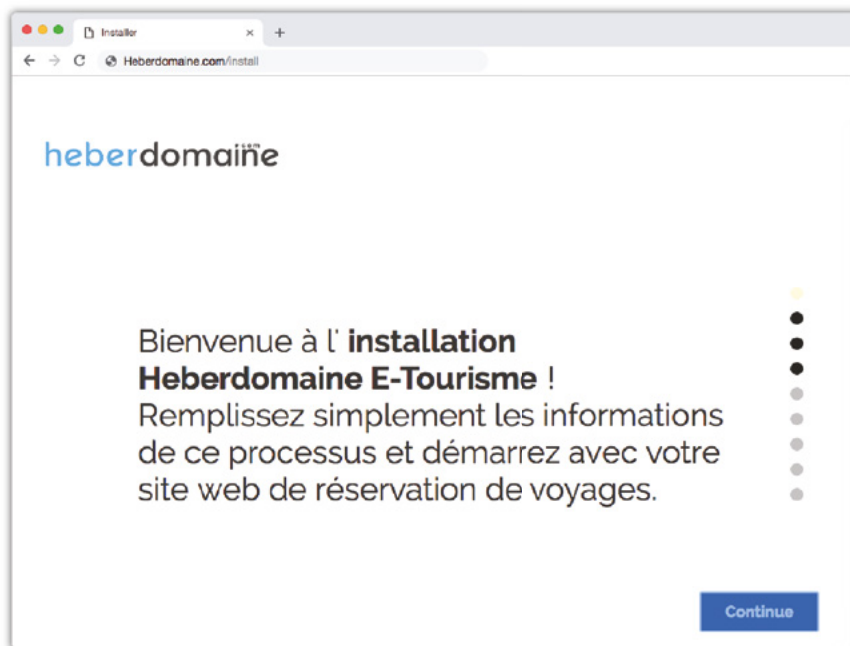 Installer
Heberdomaine.com/install
heberdomaine
.com
Bienvenue à l' installation
Heberdomaine E-Tourisme !
Remplissez simplement les informations
de ce processus et démarrez avec votre
site web de réservation de voyages.
Continue